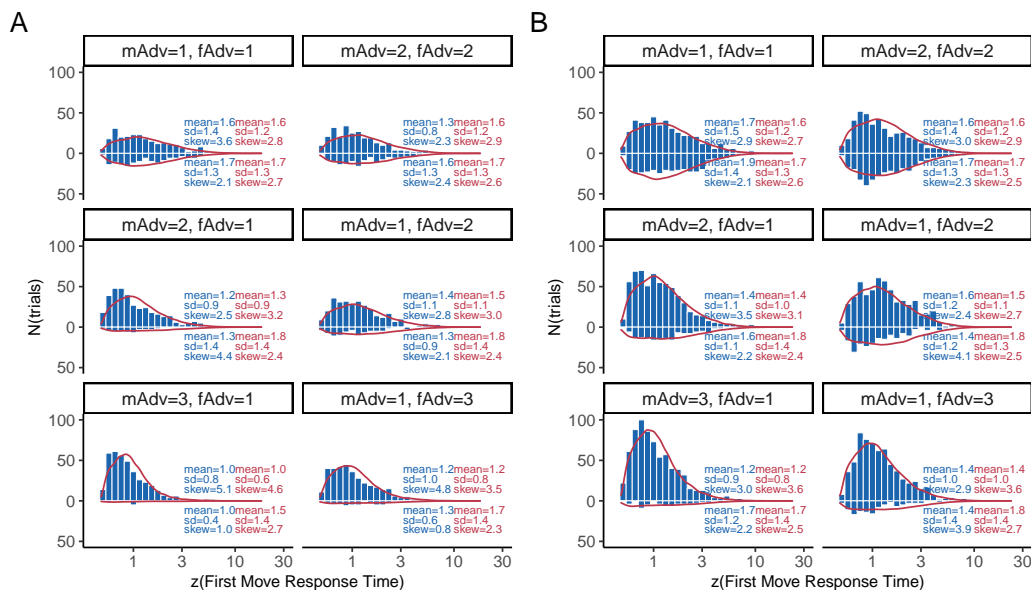 A
B
mAdv=1, fAdv=1
mAdv=2, fAdv=2
mAdv=1, fAdv=1
mAdv=2, fAdv=2
100
50
0
50
mean=1.6 mean=1.6
sd=1.4 sd=1.2
skew=3.6 skew=2.8
mean=1.7 mean=1.7
sd=1.3 sd=1.3
skew=2.1 skew=2.7
mean=1.3 mean=1.6
sd=0.8 sd=1.2
skew=2.3 skew=2.9
mean=1.6 mean=1.7
sd=1.3 sd=1.3
skew=2.4 skew=2.6
100
50
0
50
mean=1.7 mean=1.6
sd=1.5 sd=1.2
skew=2.9 skew=2.7
mean=1.9 mean=1.7
sd=1.4 sd=1.3
skew=2.1 skew=2.6
mean=1.6 mean=1.6
sd=1.4 sd=1.2
skew=3.0 skew=2.9
mean=1.6 mean=1.7
sd=1.3 sd=1.3
skew=2.3 skew=2.5
mAdv=2, fAdv=1
mAdv=1, fAdv=2
mAdv=2, fAdv=1
mAdv=1, fAdv=2
N(trials)
100
50
0
50
mean=1.2 mean=1.3
sd=0.9 sd=0.9
skew=2.5 skew=3.2
mean=1.3 mean=1.8
sd=1.4 sd=1.4
skew=4.4 skew=2.4
mean=1.4 mean=1.5
sd=1.1 sd=1.1
skew=2.8 skew=3.0
mean=1.3 mean=1.8
sd=0.9 sd=1.4
skew=2.1 skew=2.4
N(trials)
100
50
0
50
mean=1.4 mean=1.4
sd=1.1 sd=1.0
skew=3.5 skew=3.1
mean=1.6 mean=1.8
sd=1.1 sd=1.4
skew=2.2 skew=2.4
mean=1.6 mean=1.5
sd=1.2 sd=1.1
skew=2.4 skew=2.7
mean=1.4 mean=1.8
sd=1.2 sd=1.3
skew=4.1 skew=2.5
mAdv=3, fAdv=1
mAdv=1, fAdv=3
mAdv=3, fAdv=1
mAdv=1, fAdv=3
100
50
0
50
mean=1.0 mean=1.0
sd=0.8 sd=0.6
skew=5.1 skew=4.6
mean=1.0 mean=1.5
sd=0.4 sd=1.4
skew=1.0 skew=2.7
mean=1.2 mean=1.2
sd=1.0 sd=0.8
skew=4.8 skew=3.5
mean=1.3 mean=1.7
sd=0.6 sd=1.4
skew=0.8 skew=2.3
100
50
0
50
mean=1.2 mean=1.2
sd=0.9 sd=0.8
skew=3.0 skew=3.6
mean=1.7 mean=1.7
sd=1.2 sd=1.4
skew=2.2 skew=2.5
mean=1.4 mean=1.4
sd=1.0 sd=1.0
skew=2.9 skew=3.6
mean=1.4 mean=1.8
sd=1.4 sd=1.4
skew=3.9 skew=2.7
1 3 10 30 1 3 10 30
z(First Move Response Time)
1 3 10 30 1 3 10 30
z(First Move Response Time)